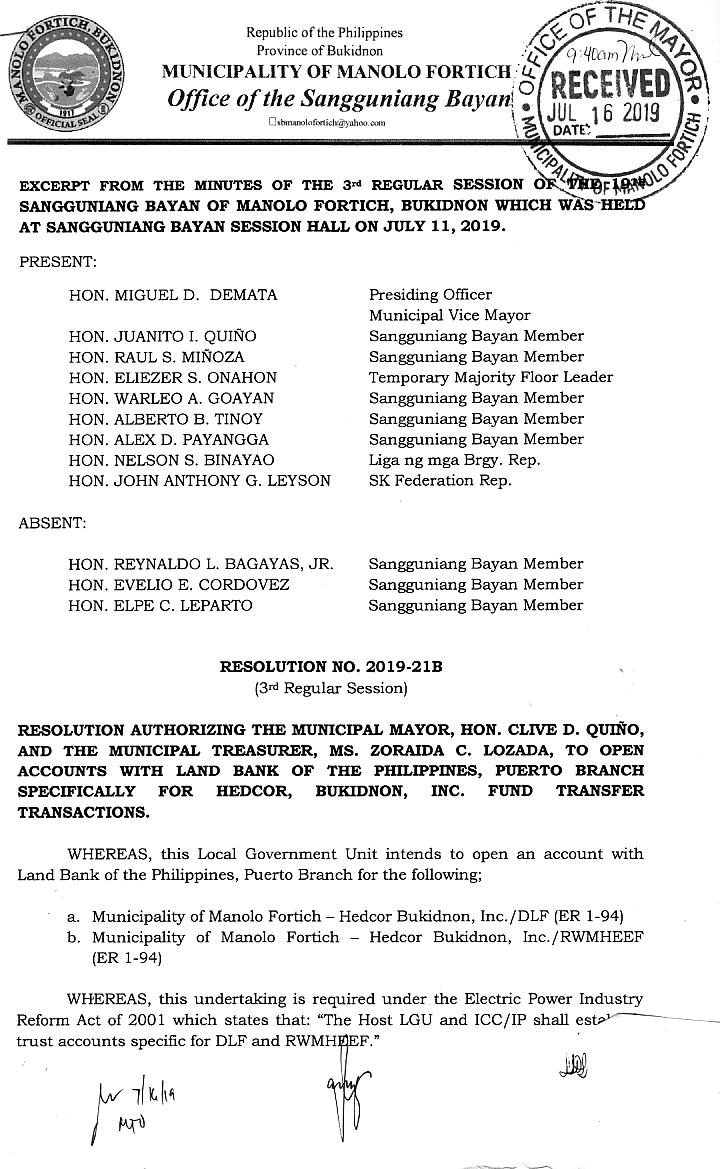 MANOLO FORTICH, BUKIDNON
1917
OFFICIAL SEAL
Republic of the Philippines
Province of Bukidnon
MUNICIPALITY OF MANOLO FORTICH
Office of the Sangguniang Bayan
□sbmanolofortich@yahoo.com
OFFICE OF THE MAYOR
9:40am
RECEIVED
JUL 16 2019
DATE:
MUNICIPALITY OF MANOLO FORTICH
EXCERPT FROM THE MINUTES OF THE 3rd REGULAR SESSION OF THE 19th
SANGGUNIANG BAYAN OF MANOLO FORTICH, BUKIDNON WHICH WAS HELD
AT SANGGUNIANG BAYAN SESSION HALL ON JULY 11, 2019.
PRESENT:
HON. MIGUEL D. DEMATA Presiding Officer
Municipal Vice Mayor
HON. JUANITO I. QUIÑO Sangguniang Bayan Member
HON. RAUL S. MIÑOZA Sangguniang Bayan Member
HON. ELIEZER S. ONAHON Temporary Majority Floor Leader
HON. WARLEO A. GOAYAN Sangguniang Bayan Member
HON. ALBERTO B. TINOY Sangguniang Bayan Member
HON. ALEX D. PAYANGGA Sangguniang Bayan Member
HON. NELSON S. BINAYAO Liga ng mga Brgy. Rep.
HON. JOHN ANTHONY G. LEYSON SK Federation Rep.
ABSENT:
HON. REYNALDO L. BAGAYAS, JR. Sangguniang Bayan Member
HON. EVELIO E. CORDOVEZ Sangguniang Bayan Member
HON. ELPE C. LEPARTO Sangguniang Bayan Member
RESOLUTION NO. 2019-21B
(3rd Regular Session)
RESOLUTION AUTHORIZING THE MUNICIPAL MAYOR, HON. CLIVE D. QUIÑO,
AND THE MUNICIPAL TREASURER, MS. ZORAIDA C. LOZADA, TO OPEN
ACCOUNTS WITH LAND BANK OF THE PHILIPPINES, PUERTO BRANCH
SPECIFICALLY FOR HEDCOR, BUKIDNON, INC. FUND TRANSFER
TRANSACTIONS.
WHEREAS, this Local Government Unit intends to open an account with
Land Bank of the Philippines, Puerto Branch for the following;
a. Municipality of Manolo Fortich – Hedcor Bukidnon, Inc./DLF (ER 1-94)
b. Municipality of Manolo Fortich – Hedcor Bukidnon, Inc./RWMHEEF
(ER 1-94)
WHEREAS, this undertaking is required under the Electric Power Industry
Reform Act of 2001 which states that: “The Host LGU and ICC/IP shall
trust accounts specific for DLF and RWMHEEF.”
7/16/19
MTO